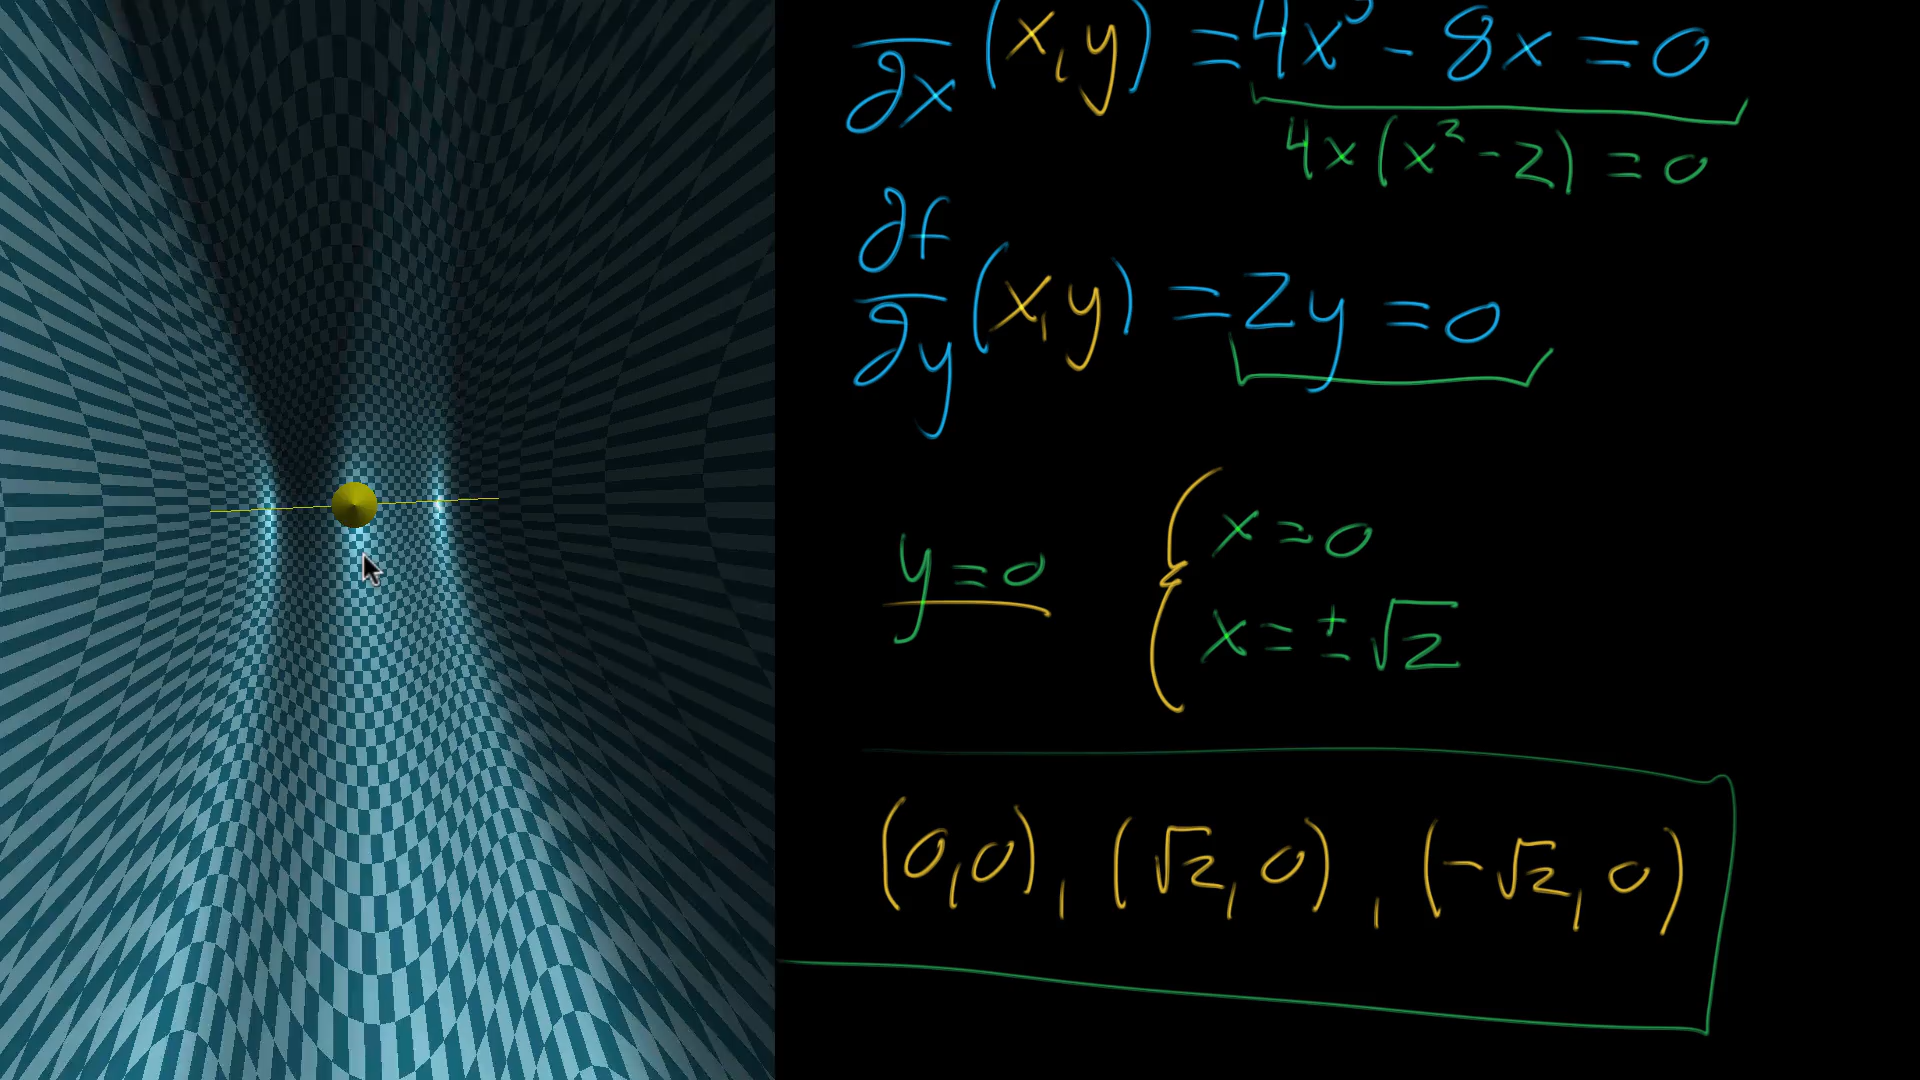 ∂x (x,y) = 4x³ - 8x = 0
4x(x² - 2) = 0
∂f/∂y (x,y) = 2y = 0
y = 0
x = 0
x = ±√2
(0,0), (√2,0), (-√2,0)